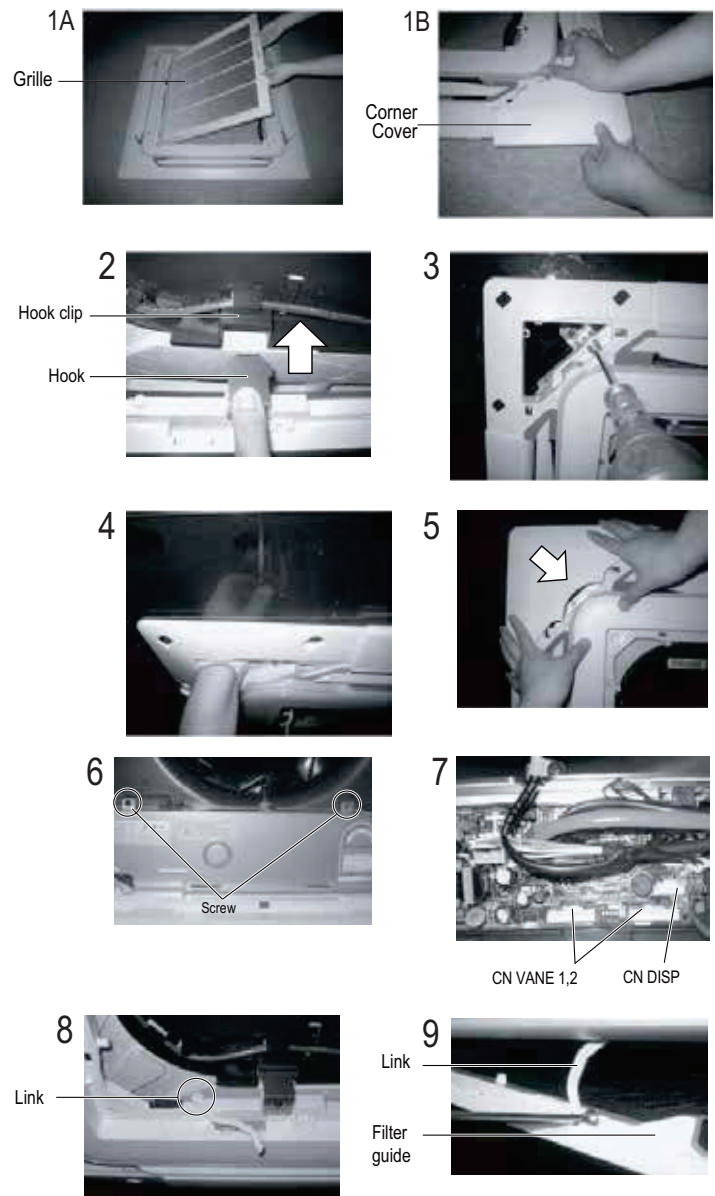 1A
1B
Grille
Corner
Cover
2
3
Hook clip
Hook
4
5
6
7
Screw
CN VANE 1,2
CN DISP
8
9
Link
Link
Filter
guide